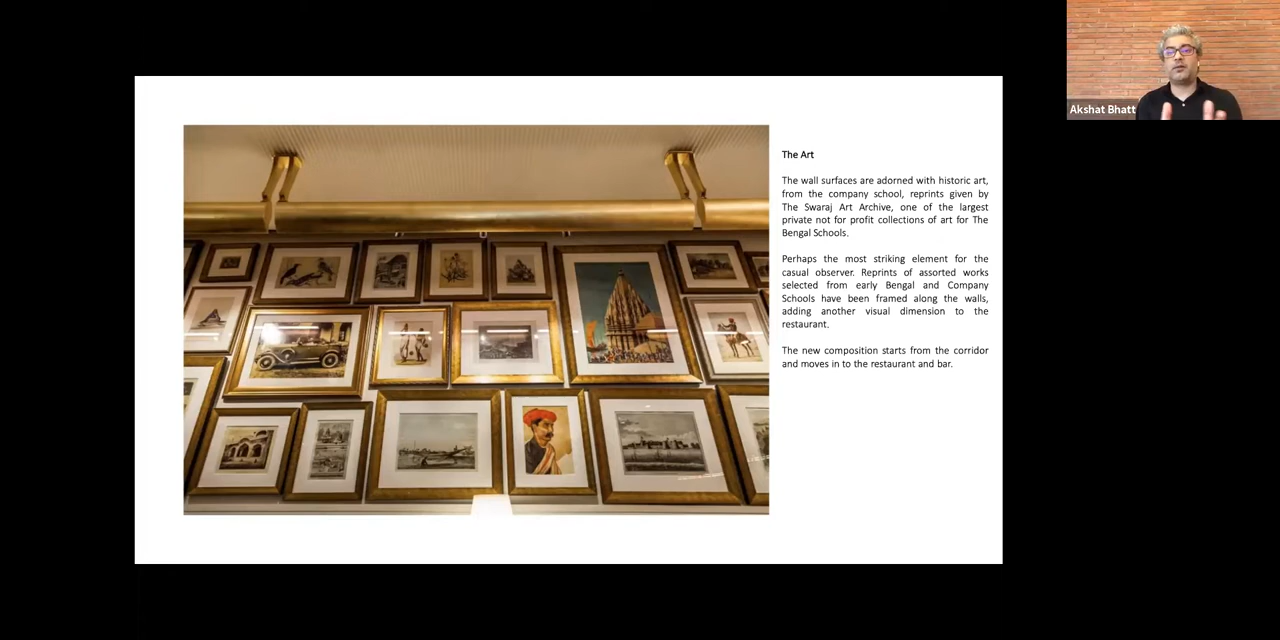 The Art
The wall surfaces are adorned with historic art,
from the company school, reprints given by
The Swaraj Art Archive, one of the largest
private not for profit collections of art for The
Bengal Schools.
Perhaps the most striking element for the
casual observer. Reprints of assorted works
selected from early Bengal and Company
Schools have been framed along the walls,
adding another visual dimension to the
restaurant.
The new composition starts from the corridor
and moves in to the restaurant and bar.
Akshat Bhatt